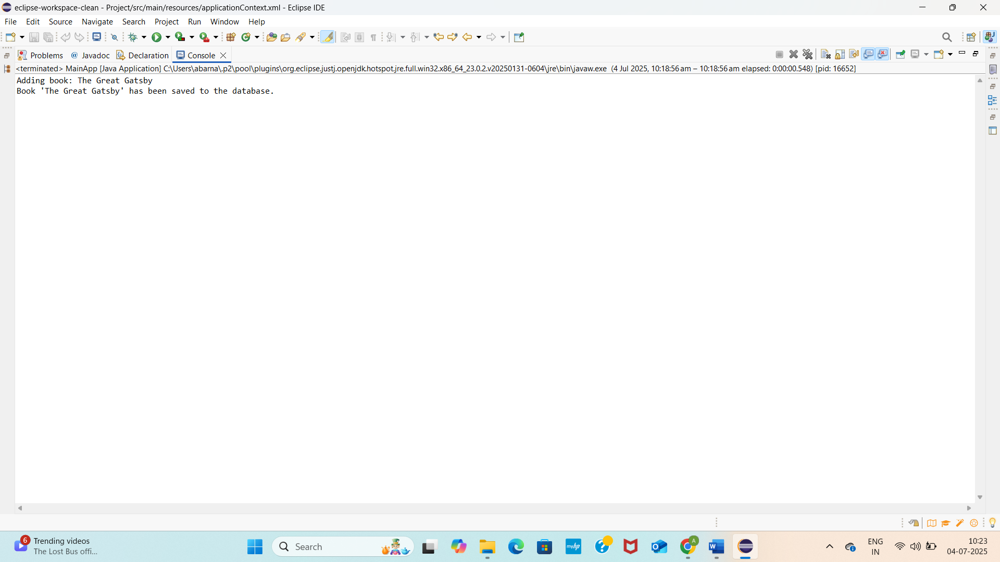 eclipse-workspace-clean - Project/src/main/resources/applicationContext.xml - Eclipse IDE
File Edit Source Navigate Search Project Run Window Help
Problems @ Javadoc Declaration Console
<terminated> MainApp [Java Application] C:\Users\abarna\.p2\pool\plugins\org.eclipse.justj.openjdk.hotspot.jre.full.win32.x86_64_23.0.2.v20250131-0604\jre\bin\javaw.exe (4 Jul 2025, 10:18:56 am – 10:18:56 am elapsed: 0:00:00.548) [pid: 16652]
Adding book: The Great Gatsby
Book 'The Great Gatsby' has been saved to the database.
6
Trending videos
The Lost Bus offi...
Search
myhp
A
W
ENG
IN
10:23
04-07-2025